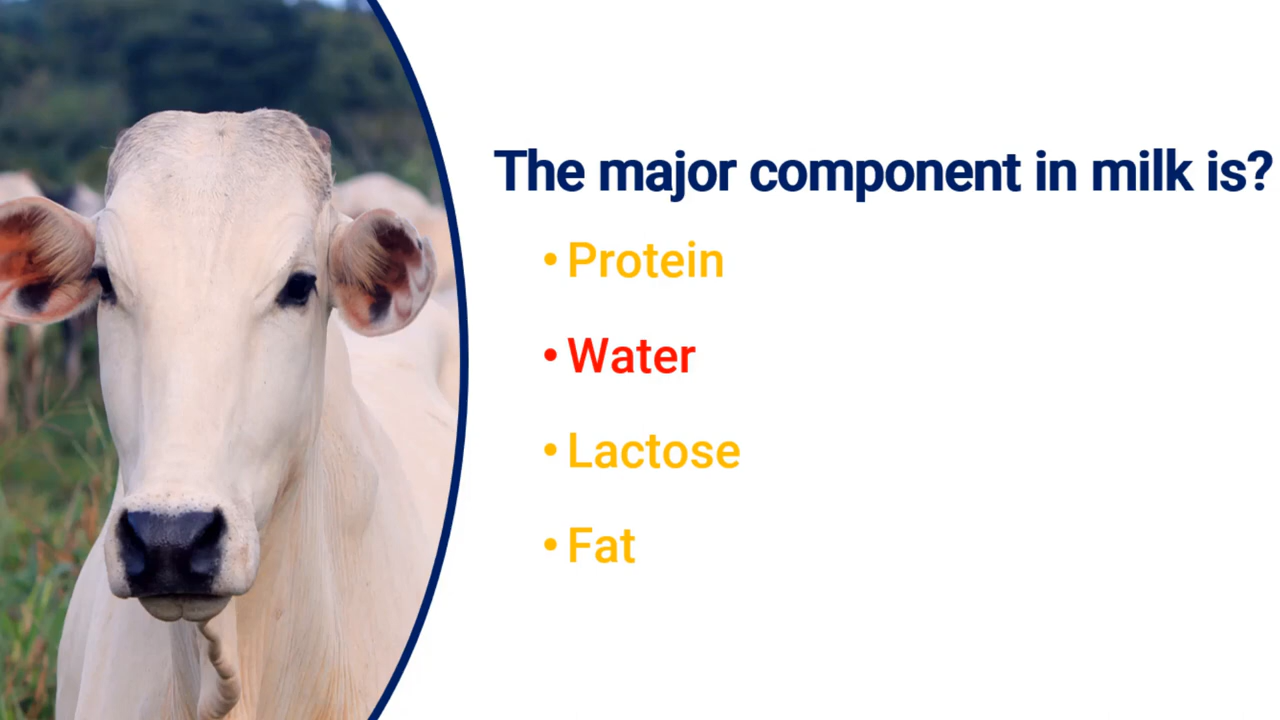 The major component in milk is?
• Protein
• Water
• Lactose
• Fat